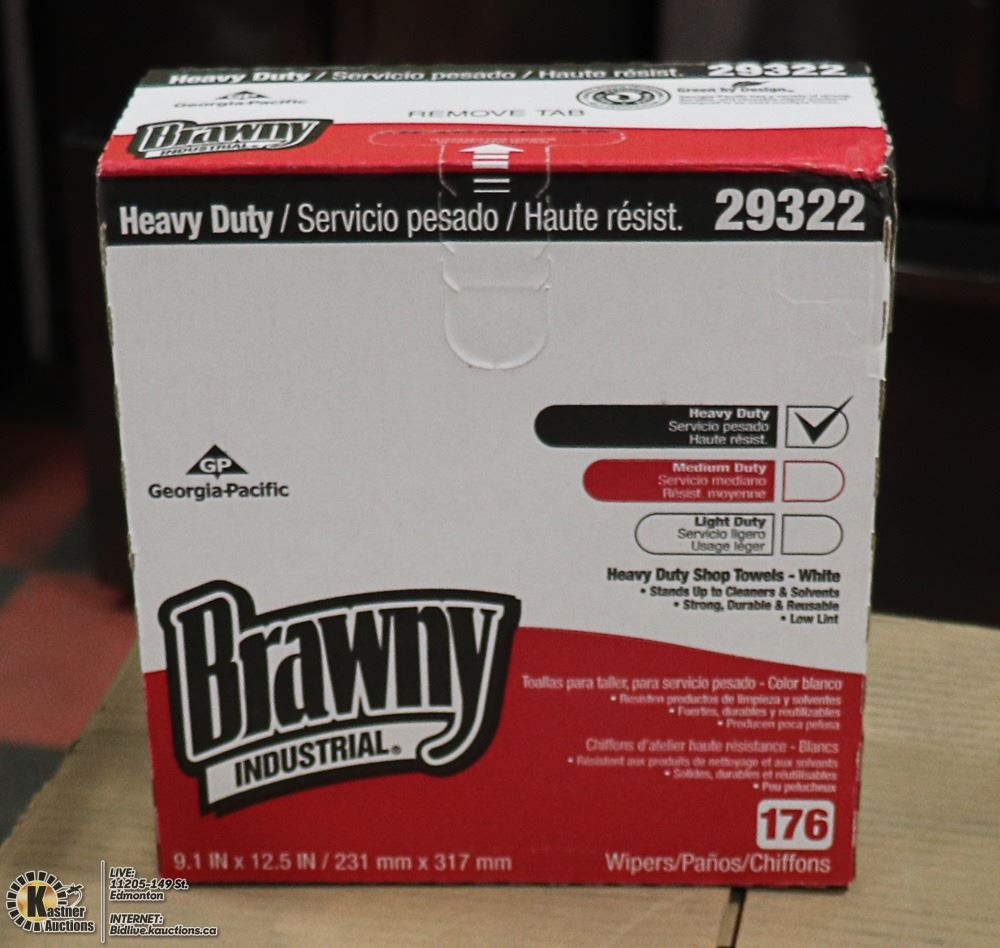 Heavy Duty / Servicio pesado / Haute résist. 29322
Georgia-Pacific
Green by Design
REMOVE TAB
Brawny
INDUSTRIAL
Heavy Duty / Servicio pesado / Haute résist. 29322
Heavy Duty
Servicio pesado
Haute résist.
Medium Duty
Servicio mediano
Résist. moyenne
Light Duty
Servicio ligero
Usage léger
GP
Georgia-Pacific
Heavy Duty Shop Towels - White
• Stands Up to Cleaners & Solvents
• Strong, Durable & Reusable
• Low Lint
Brawny
INDUSTRIAL®
Toallas para taller, para servicio pesado - Color blanco
• Resisten productos de limpieza y solventes
• Fuertes, durables y reutilizables
• Producen poca pelusa
Chiffons d'atelier haute résistance - Blancs
• Résistent aux produits de nettoyage et aux solvants
• Solides, durables et réutilisables
• Peu pelucheux
176
Wipers/Paños/Chiffons
9.1 IN x 12.5 IN / 231 mm x 317 mm
Kastner
Auctions
LIVE:
11205-149 St.
Edmonton
INTERNET:
Bidlive.kauctions.ca